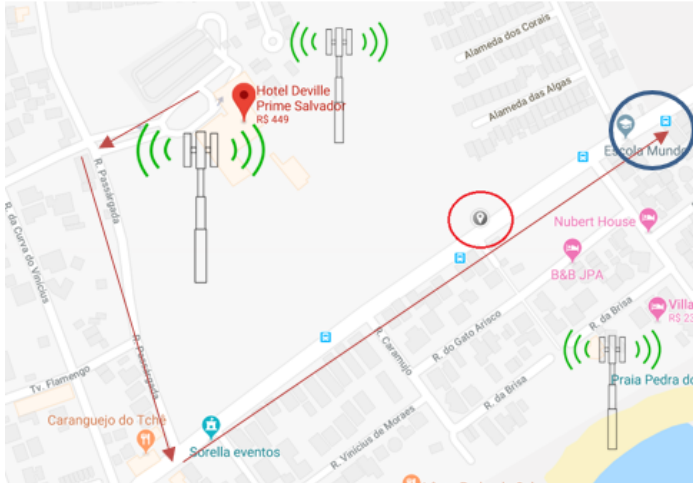 Alameda dos Corais
Hotel Deville
Prime Salvador
R$ 449
Alameda das Algas
Escola Mundo
R. Passárgada
R. da Curva do Vinícius
Nubert House
B&B JPA
Villa
R$ 23
R. da Brisa
R. do Gato Arisco
R. Caramujo
R. Passárgada
Tv. Flamengo
Praia Pedra do
R. da Brisa
Caranguejo do Tchê
Sorella eventos
R. Vinícius de Moraes